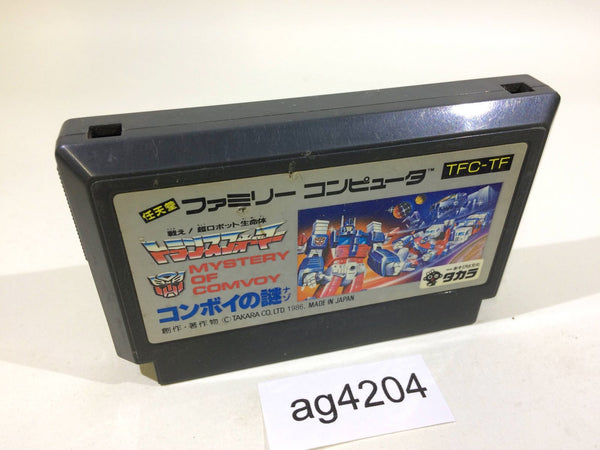 任天堂 ファミリー コンピュータ™ TFC-TF
戦え!超ロボット生命体
トランスフォーマー
MYSTERY
OF
COMVOY
コンボイの謎
ナゾ
創作・著作物 (C)TAKARA CO.,LTD 1986. MADE IN JAPAN
タカラ
ag4204